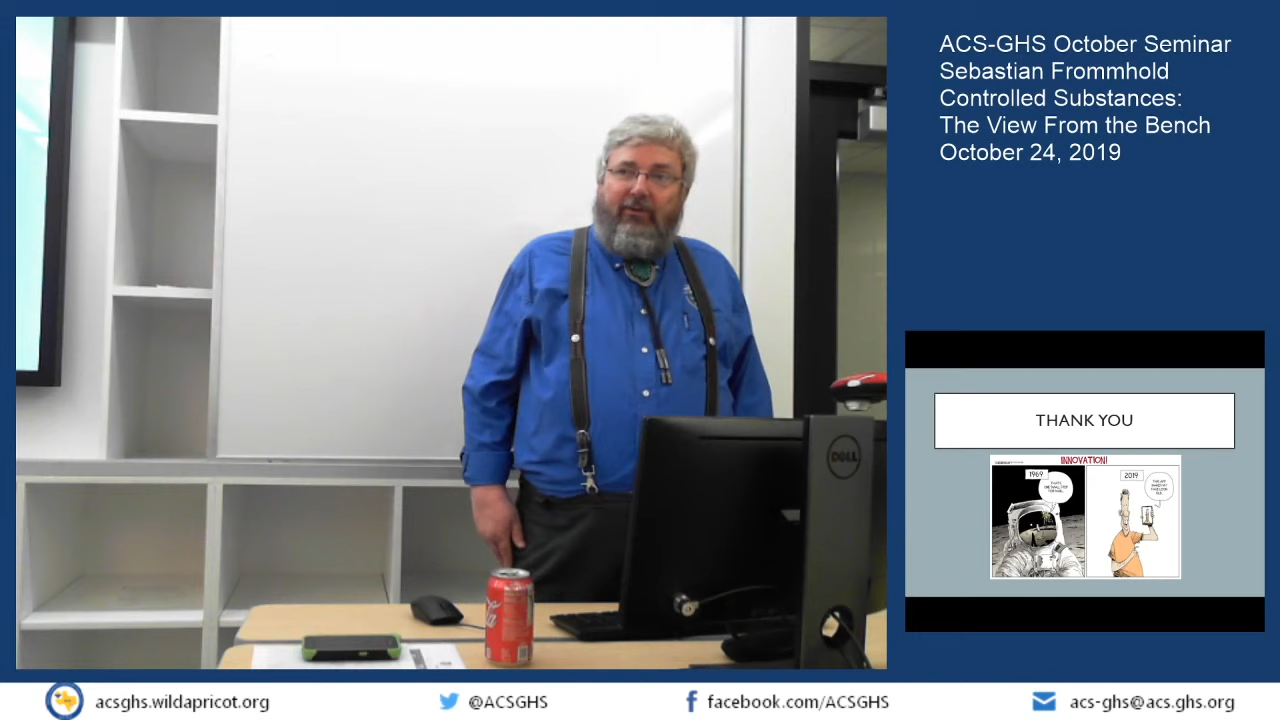 ACS-GHS October Seminar
Sebastian Frommhold
Controlled Substances:
The View From the Bench
October 24, 2019
DELL
THANK YOU
INNOVATION!
1969
2019
acsghs.wildapricot.org
@ACSGHS
facebook.com/ACSGHS
acs-ghs@acs.ghs.org